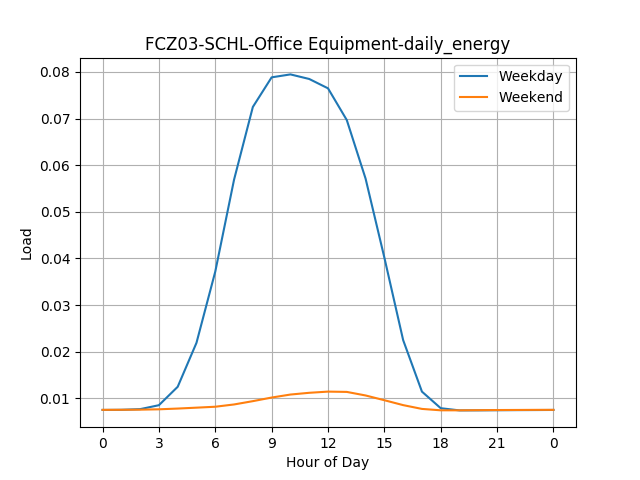 FCZ03-SCHL-Office Equipment-daily_energy
Weekday
Weekend
0.08
0.07
0.06
0.05
0.04
0.03
0.02
0.01
Load
0 3 6 9 12 15 18 21 0
Hour of Day